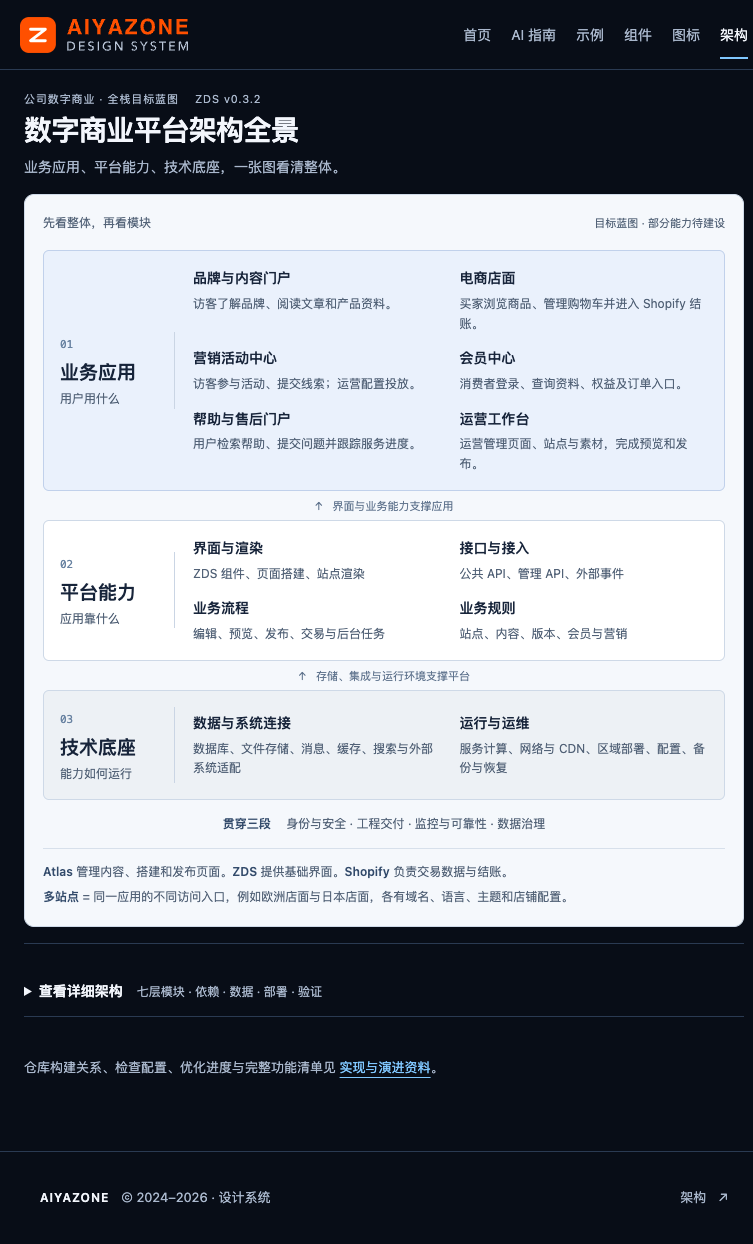 AIYAZONE
DESIGN SYSTEM
首页 AI 指南 示例 组件 图标 架构
公司数字商业 · 全栈目标蓝图 ZDS v0.3.2
数字商业平台架构全景
业务应用、平台能力、技术底座，一张图看清整体。
先看整体，再看模块
目标蓝图 · 部分能力待建设
01
业务应用
用户用什么
品牌与内容门户
访客了解品牌、阅读文章和产品资料。
电商店面
买家浏览商品、管理购物车并进入 Shopify 结
账。
营销活动中心
访客参与活动、提交线索；运营配置投放。
会员中心
消费者登录、查询资料、权益及订单入口。
帮助与售后门户
用户检索帮助、提交问题并跟踪服务进度。
运营工作台
运营管理页面、站点与素材，完成预览和发
布。
↑ 界面与业务能力支撑应用
02
平台能力
应用靠什么
界面与渲染
ZDS 组件、页面搭建、站点渲染
接口与接入
公共 API、管理 API、外部事件
业务流程
编辑、预览、发布、交易与后台任务
业务规则
站点、内容、版本、会员与营销
↑ 存储、集成与运行环境支撑平台
03
技术底座
能力如何运行
数据与系统连接
数据库、文件存储、消息、缓存、搜索与外部
系统适配
运行与运维
服务计算、网络与 CDN、区域部署、配置、备
份与恢复
贯穿三段 身份与安全 · 工程交付 · 监控与可靠性 · 数据治理
Atlas 管理内容、搭建和发布页面。ZDS 提供基础界面。Shopify 负责交易数据与结账。
多站点 = 同一应用的不同访问入口，例如欧洲店面与日本店面，各有域名、语言、主题和店铺配置。
▶ 查看详细架构 七层模块 · 依赖 · 数据 · 部署 · 验证
仓库构建关系、检查配置、优化进度与完整功能清单见 实现与演进资料。
AIYAZONE © 2024–2026 · 设计系统
架构 ↗